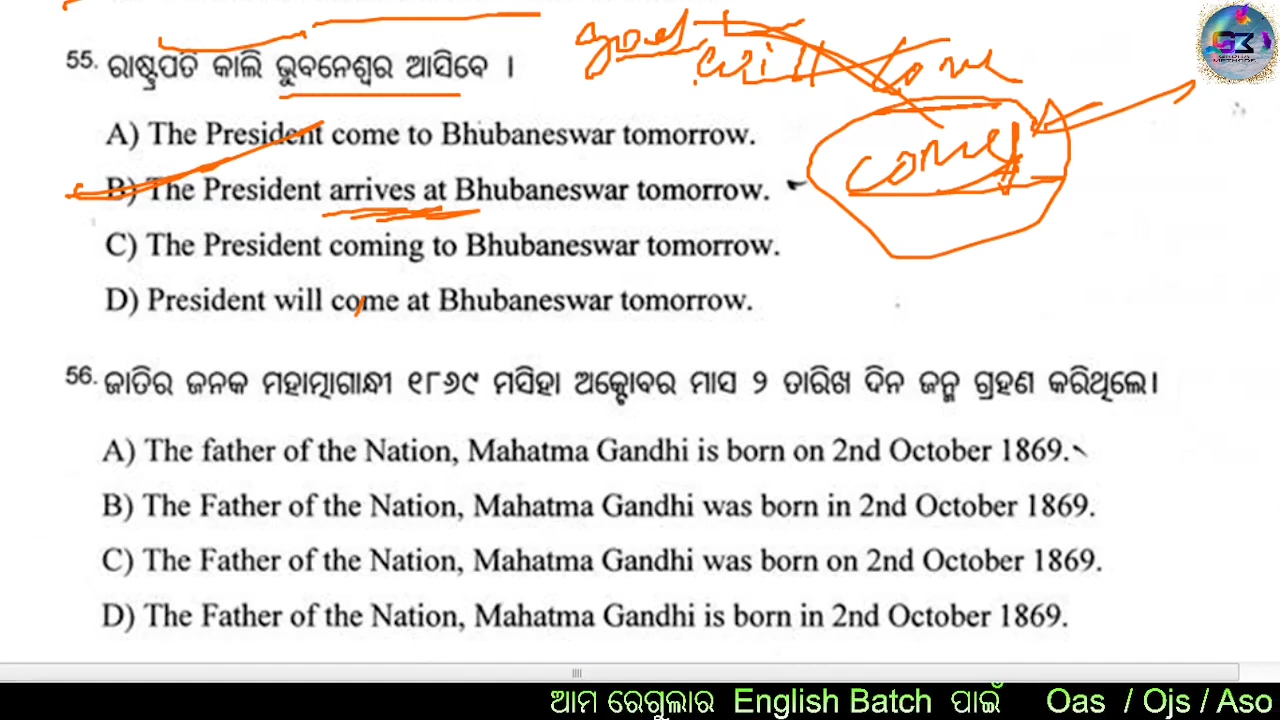 goes will come
55. ରାଷ୍ଟ୍ରପତି କାଲି ଭୁବନେଶ୍ୱର ଆସିବେ ।
A) The President come to Bhubaneswar tomorrow.
comes
B) The President arrives at Bhubaneswar tomorrow.
C) The President coming to Bhubaneswar tomorrow.
D) President will come at Bhubaneswar tomorrow.
56. ଜାତିର ଜନକ ମହାତ୍ମାଗାନ୍ଧୀ ୧୮୬୯ ମସିହା ଅକ୍ଟୋବର ମାସ ୨ ତାରିଖ ଦିନ ଜନ୍ମ ଗ୍ରହଣ କରିଥିଲେ।
A) The father of the Nation, Mahatma Gandhi is born on 2nd October 1869.
B) The Father of the Nation, Mahatma Gandhi was born in 2nd October 1869.
C) The Father of the Nation, Mahatma Gandhi was born on 2nd October 1869.
D) The Father of the Nation, Mahatma Gandhi is born in 2nd October 1869.
ଆମ ରେଗୁଲାର English Batch ପାଇଁ Oas / Ojs / Aso